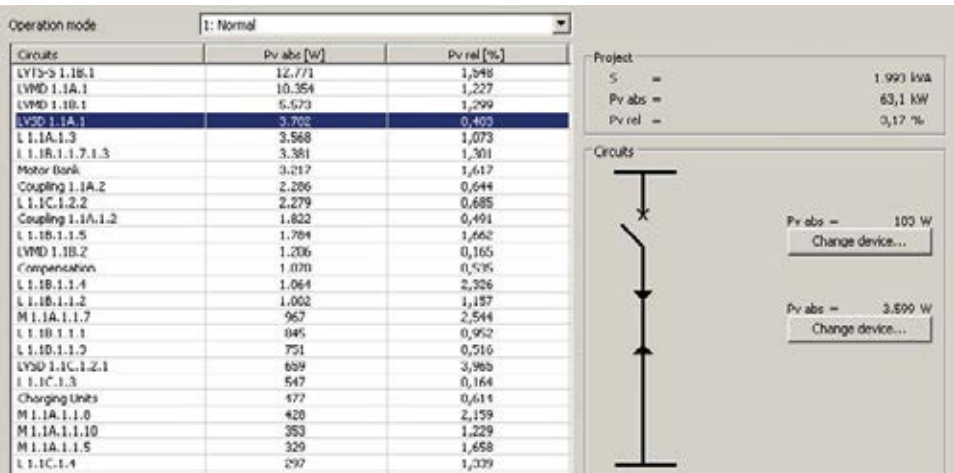 Operation mode 1: Normal
Circuits Pv abs [W] Pv rel [%]
LVTS-S 1.1B.1 12.771 1,548
LVMD 1.1A.1 10.354 1,227
LVMD 1.1B.1 5.573 1,299
LVSD 1.1A.1 3.702 0,403
L 1.1A.1.3 3.568 1,073
L 1.1B.1.1.7.1.3 3.381 1,301
Motor Bank 3.217 1,617
Coupling 1.1A.2 2.286 0,644
L 1.1C.1.2.2 2.279 0,685
Coupling 1.1A.1.2 1.822 0,491
L 1.1B.1.1.5 1.784 1,662
LVMD 1.1B.2 1.206 0,165
Compensation 1.070 0,535
L 1.1B.1.1.4 1.064 2,326
L 1.1B.1.1.2 1.002 1,157
M 1.1A.1.1.7 967 2,544
L 1.1B.1.1.1 845 0,952
L 1.1B.1.1.3 751 0,516
LVSD 1.1C.1.2.1 659 3,965
L 1.1C.1.3 547 0,164
Charging Units 477 0,614
M 1.1A.1.1.8 428 2,159
M 1.1A.1.1.10 353 1,229
M 1.1A.1.1.5 329 1,658
L 1.1C.1.4 297 1,339
Project
S = 1.993 kVA
Pv abs = 63,1 kW
Pv rel = 3,17 %
Circuits
Pv abs = 103 W
Change device...
Pv abs = 3.599 W
Change device...